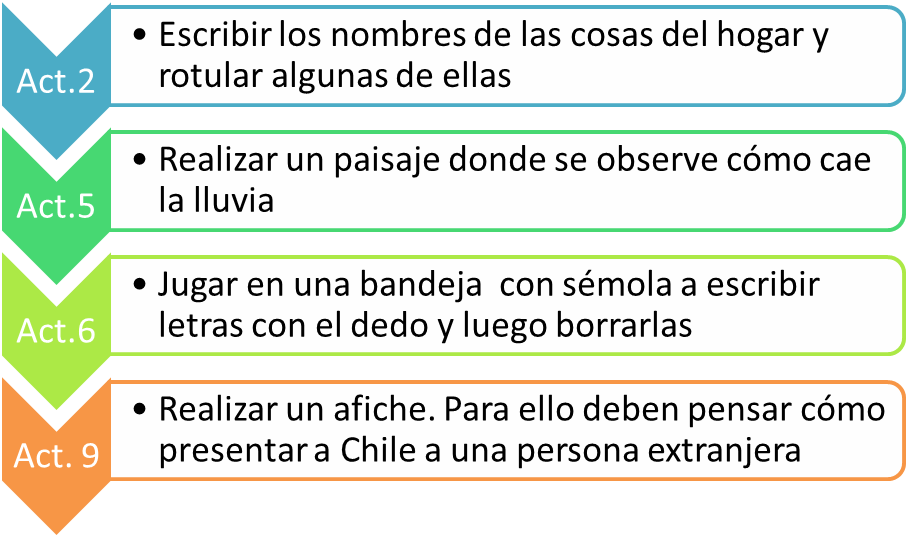 Act.2
• Escribir los nombres de las cosas del hogar y
rotular algunas de ellas
Act.5
• Realizar un paisaje donde se observe cómo cae
la lluvia
Act.6
• Jugar en una bandeja  con sémola a escribir
letras con el dedo y luego borrarlas
Act. 9
• Realizar un afiche. Para ello deben pensar cómo
presentar a Chile a una persona extranjera